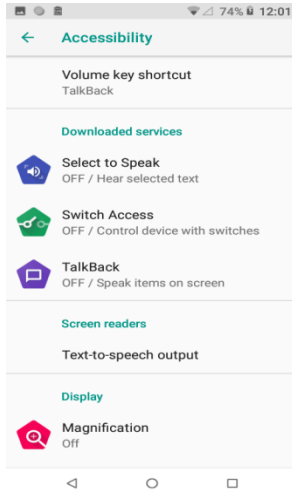 74% 12:01
Accessibility
Volume key shortcut
TalkBack
Downloaded services
Select to Speak
OFF / Hear selected text
Switch Access
OFF / Control device with switches
TalkBack
OFF / Speak items on screen
Screen readers
Text-to-speech output
Display
Magnification
Off